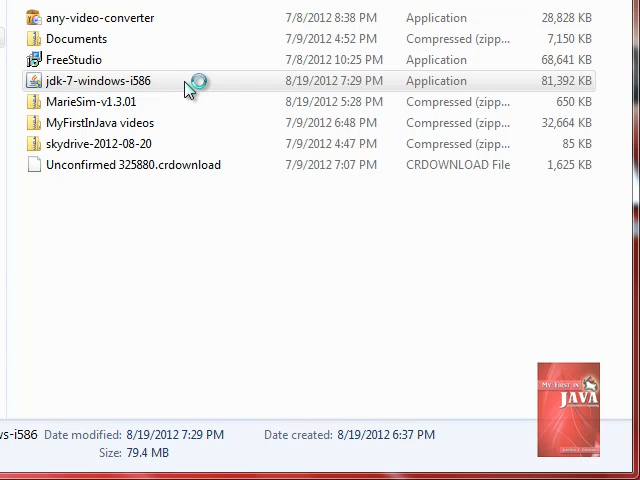 any-video-converter 7/8/2012 8:38 PM Application 28,828 KB
Documents 7/9/2012 4:52 PM Compressed (zipp... 7,150 KB
FreeStudio 7/8/2012 10:25 PM Application 68,641 KB
jdk-7-windows-i586 8/19/2012 7:29 PM Application 81,392 KB
MarieSim-v1.3.01 8/19/2012 5:28 PM Compressed (zipp... 650 KB
MyFirstInJava videos 7/9/2012 6:48 PM Compressed (zipp... 32,664 KB
skydrive-2012-08-20 7/9/2012 4:47 PM Compressed (zipp... 85 KB
Unconfirmed 325880.crdownload 7/9/2012 7:07 PM CRDOWNLOAD File 1,625 KB
MY FIRST IN
JAVA
ws-i586 Date modified: 8/19/2012 7:29 PM Date created: 8/19/2012 6:37 PM
Size: 79.4 MB